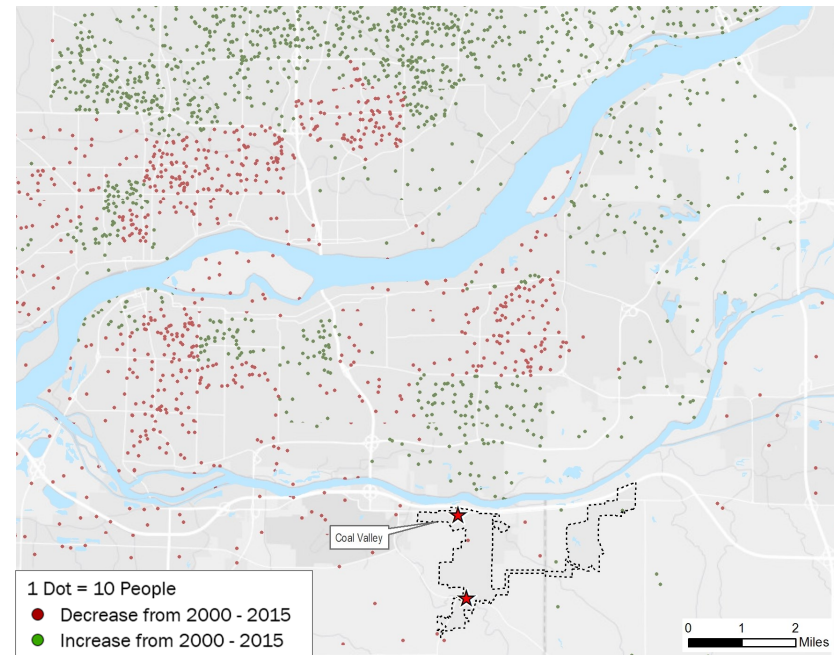 Coal Valley
1 Dot = 10 People
Decrease from 2000 - 2015
Increase from 2000 - 2015
0 1 2
Miles